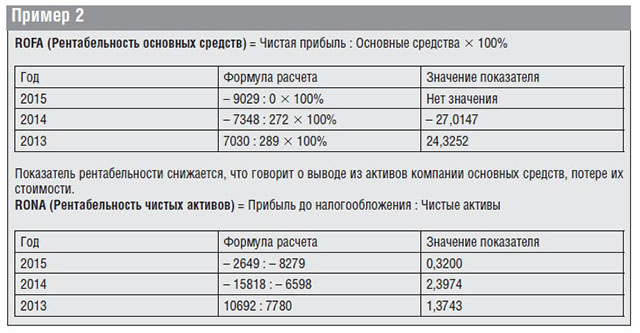 Пример 2
ROFA (Рентабельность основных средств) = Чистая прибыль : Основные средства × 100%
Год Формула расчета Значение показателя
2015 – 9029 : 0 × 100% Нет значения
2014 – 7348 : 272 × 100% – 27,0147
2013 7030 : 289 × 100% 24,3252
Показатель рентабельности снижается, что говорит о выводе из активов компании основных средств, потере их
стоимости.
RONA (Рентабельность чистых активов) = Прибыль до налогообложения : Чистые активы
Год Формула расчета Значение показателя
2015 – 2649 : – 8279 0,3200
2014 – 15818 : – 6598 2,3974
2013 10692 : 7780 1,3743